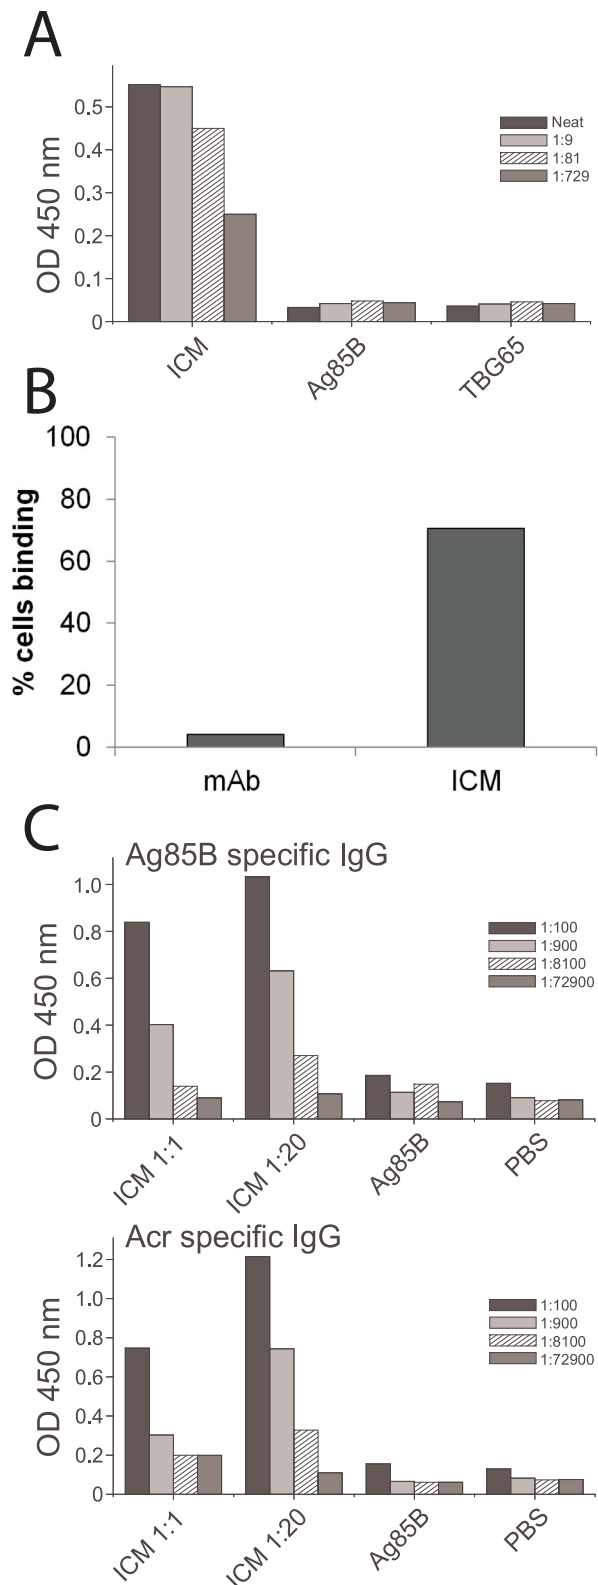 A
OD 450 nm
0.5
0.4
0.3
0.2
0.1
0
Neat
1:9
1:81
1:729
ICM
Ag85B
TBG65
B
% cells binding
100
80
60
40
20
0
mAb
ICM
C
Ag85B specific IgG
OD 450 nm
1.0
0.8
0.6
0.4
0.2
0
1:100
1:900
1:8100
1:72900
ICM 1:1
ICM 1:20
Ag85B
PBS
Acr specific IgG
OD 450 nm
1.2
1.0
0.8
0.6
0.4
0.2
0
1:100
1:900
1:8100
1:72900
ICM 1:1
ICM 1:20
Ag85B
PBS